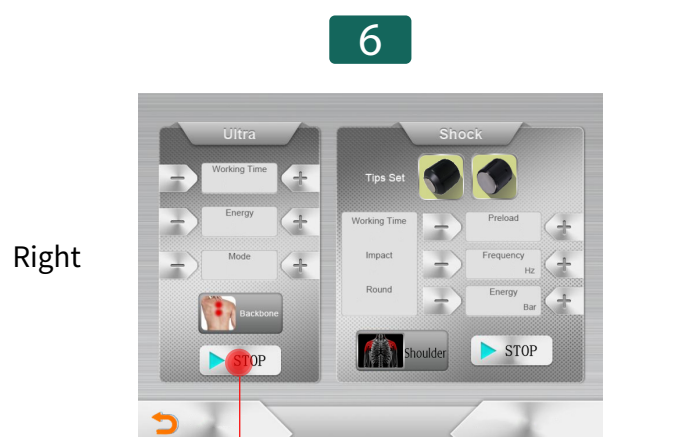 6
Right
Ultra
Working Time
Energy
Mode
Backbone
STOP
Shock
Tips Set
Working Time
Impact
Round
Preload
Frequency
Hz
Energy
Bar
Shoulder
STOP